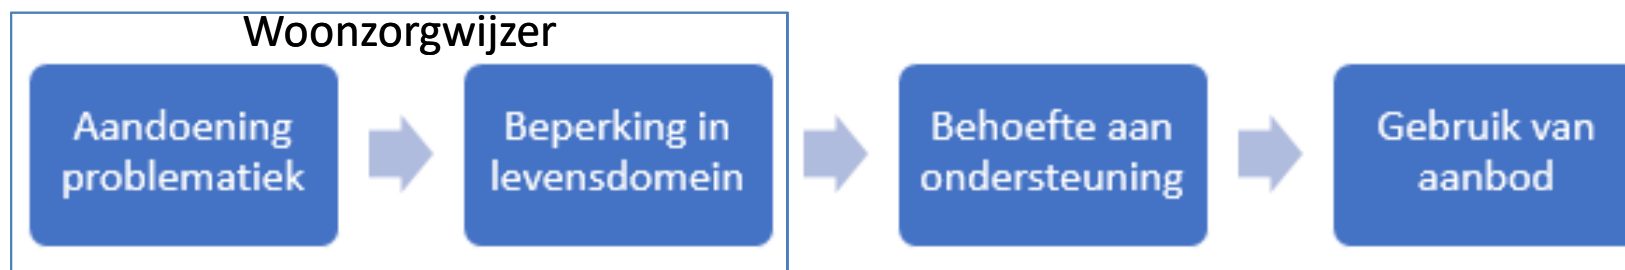 Woonzorgwijzer
Aandoening
problematiek
Beperking in
levensdomein
Behoefte aan
ondersteuning
Gebruik van
aanbod